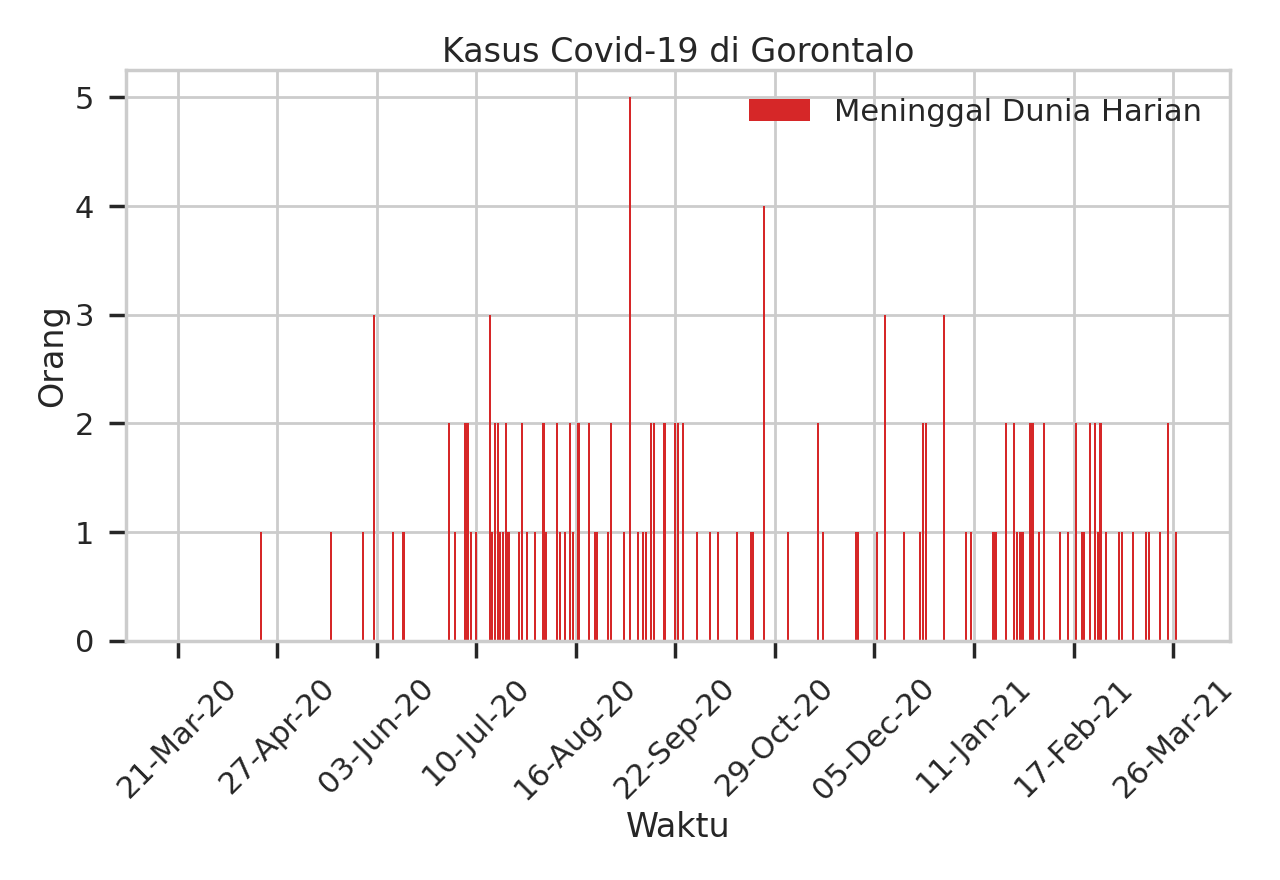 Kasus Covid-19 di Gorontalo
Meninggal Dunia Harian
Orang
5
4
3
2
1
0
21-Mar-20
27-Apr-20
03-Jun-20
10-Jul-20
16-Aug-20
22-Sep-20
29-Oct-20
05-Dec-20
11-Jan-21
17-Feb-21
26-Mar-21
Waktu